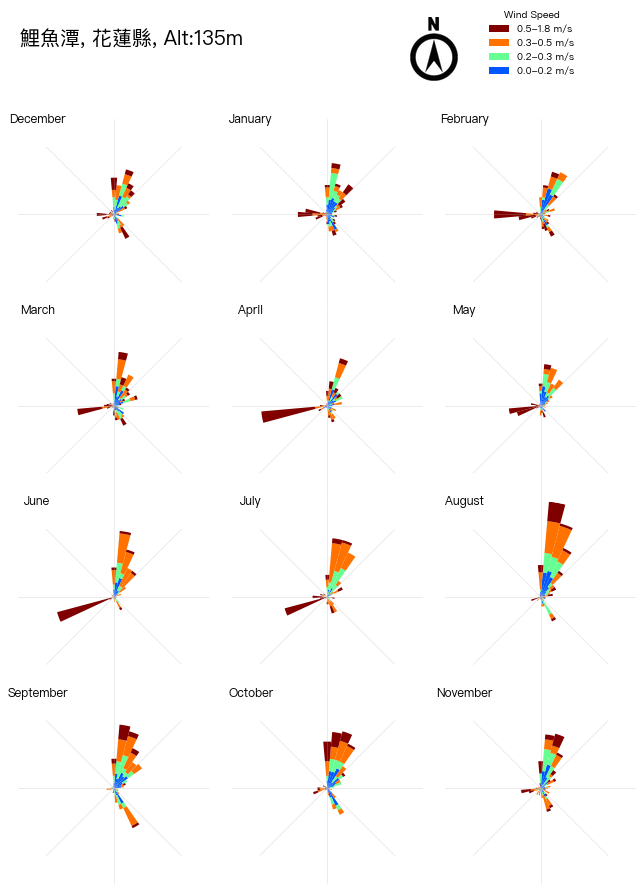 鯉魚潭, 花蓮縣, Alt:135m
N
Wind Speed
0.5–1.8 m/s
0.3–0.5 m/s
0.2–0.3 m/s
0.0–0.2 m/s
December
January
February
March
April
May
June
July
August
September
October
November